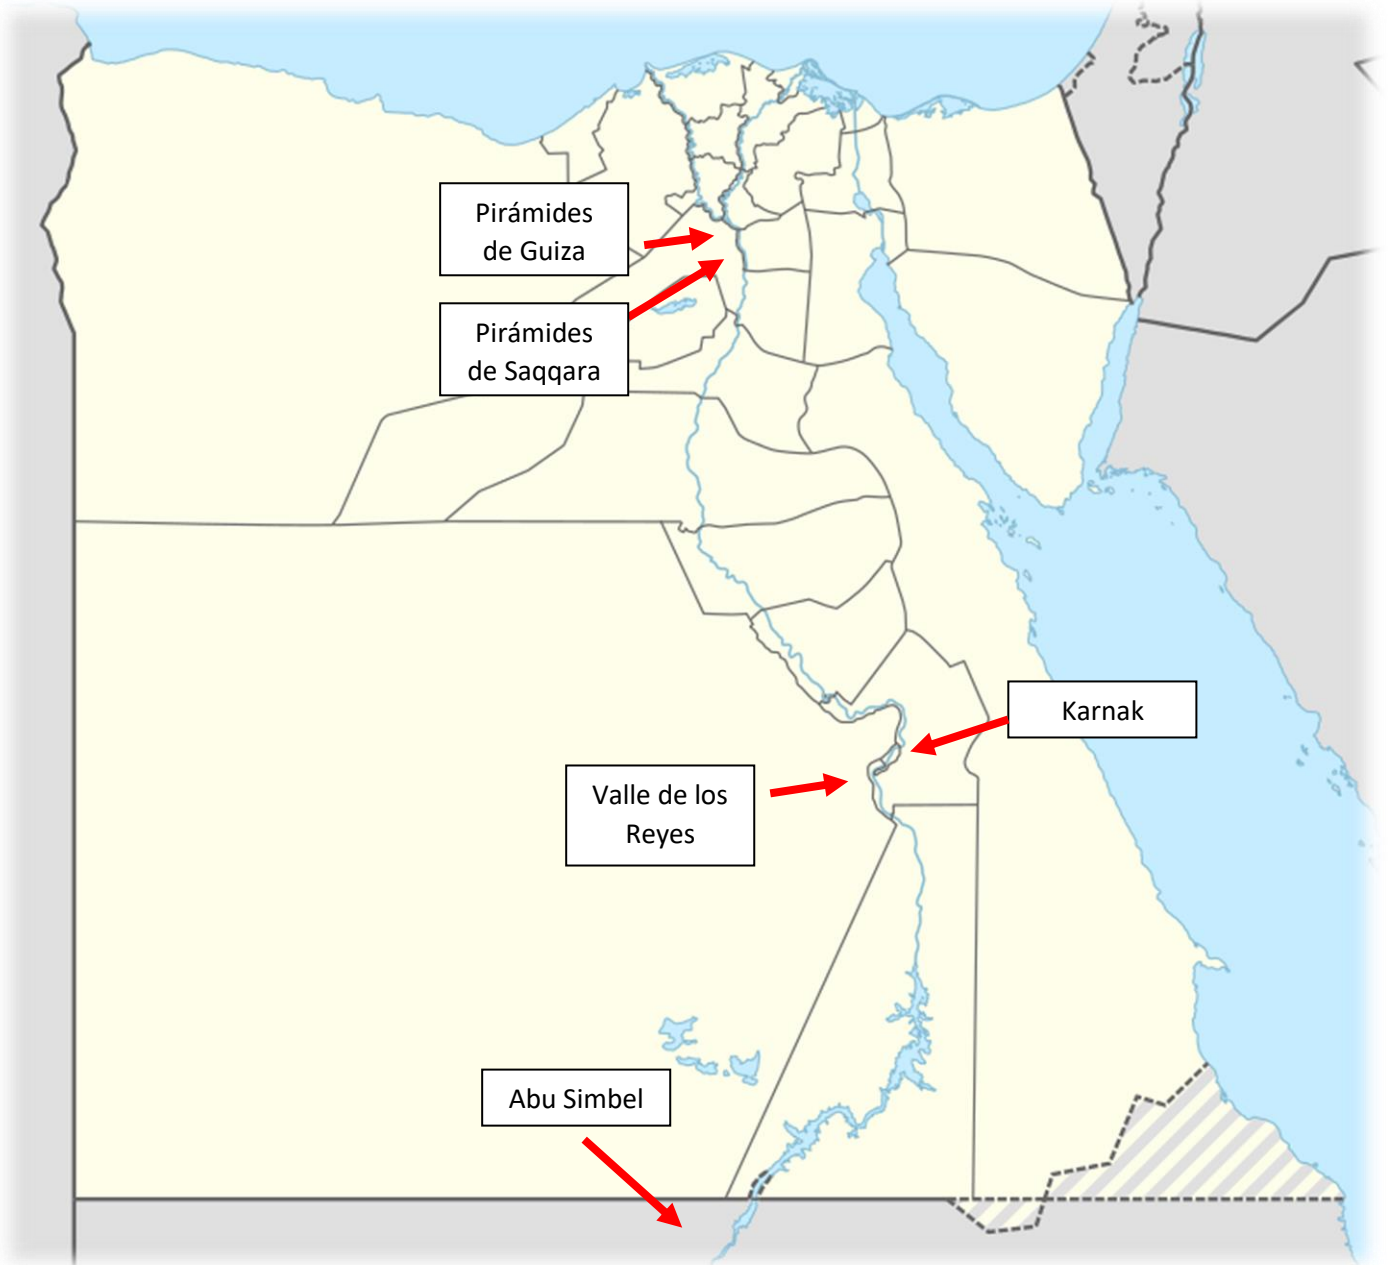 Pirámides
de Guiza
Pirámides
de Saqqara
Karnak
Valle de los
Reyes
Abu Simbel